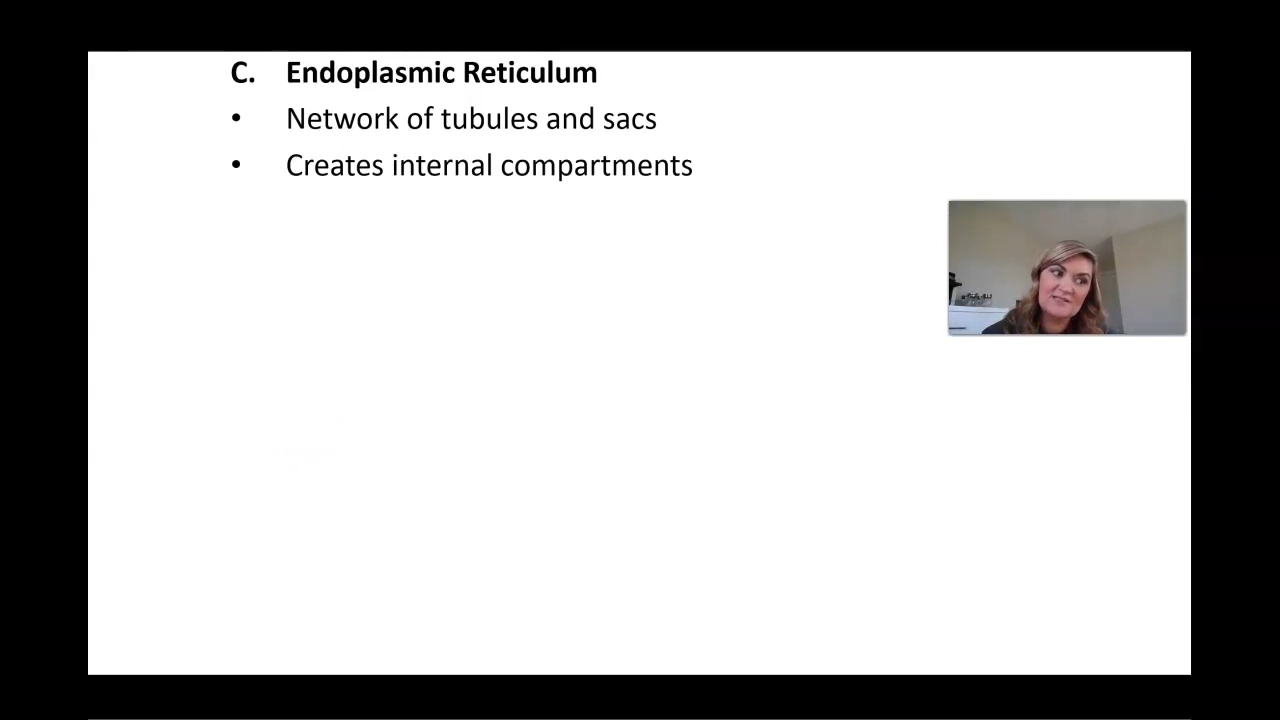 C. Endoplasmic Reticulum
• Network of tubules and sacs
• Creates internal compartments